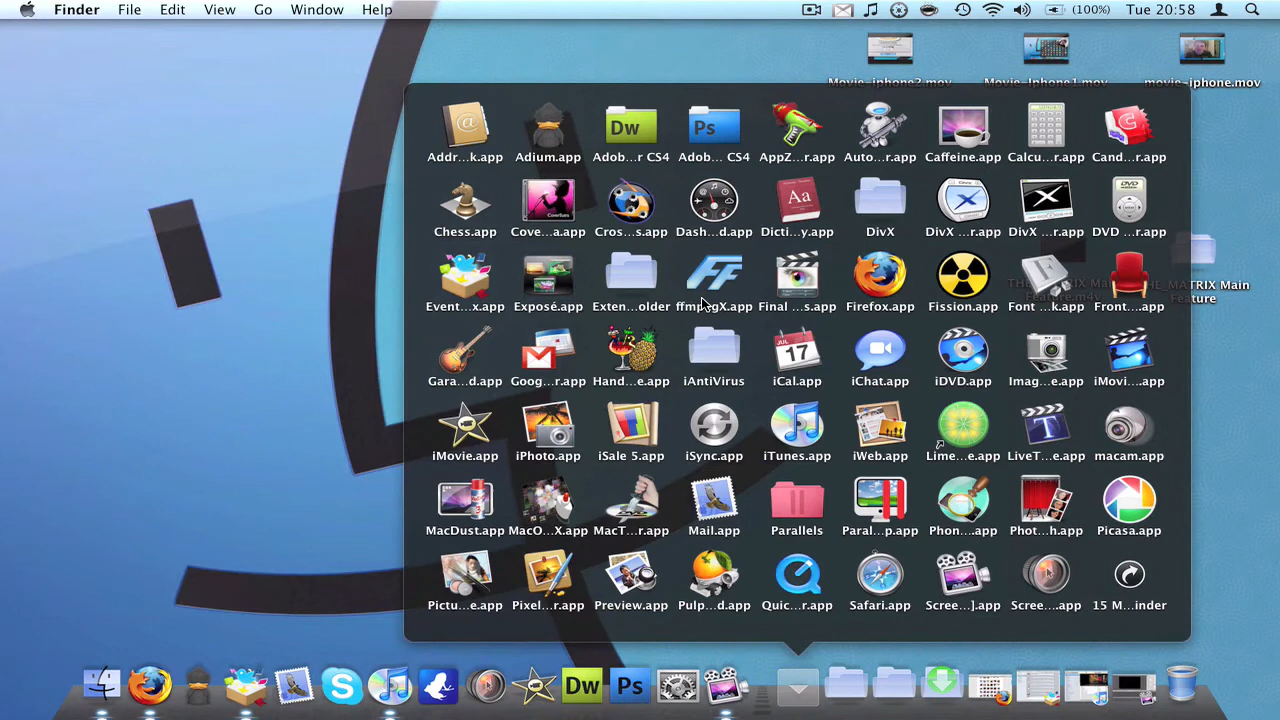 Finder File Edit View Go Window Help (100%) Tue 20:58
Movie-iphone2.mov Movie-Iphone1.mov movie-iphone.mov
Addr...k.app Adium.app Adob...r CS4 Adob... CS4 AppZ...r.app Auto...r.app Caffeine.app Calcu...r.app Cand...r.app
Chess.app Cove...a.app Cros...s.app Dash...d.app Dicti...y.app DivX DivX ...r.app DivX ...r.app DVD ...r.app
Event...x.app Exposé.app Exten...older ffmpegX.app Final ...s.app Firefox.app Fission.app Font ...k.app Front...app
THE_MATRIX Main Feature.m4v
THE_MATRIX Main Feature
Gara...d.app Goog...r.app Hand...e.app iAntiVirus iCal.app iChat.app iDVD.app Imag...e.app iMovi...app
iMovie.app iPhoto.app iSale 5.app iSync.app iTunes.app iWeb.app Lime...e.app LiveT...e.app macam.app
MacDust.app MacO...X.app MacT...r.app Mail.app Parallels Paral...p.app Phon...app Phot...h.app Picasa.app
Pictu...e.app Pixel...r.app Preview.app Pulp...d.app Quic...r.app Safari.app Scree...].app Scree....app 15 M...inder
Dw Ps